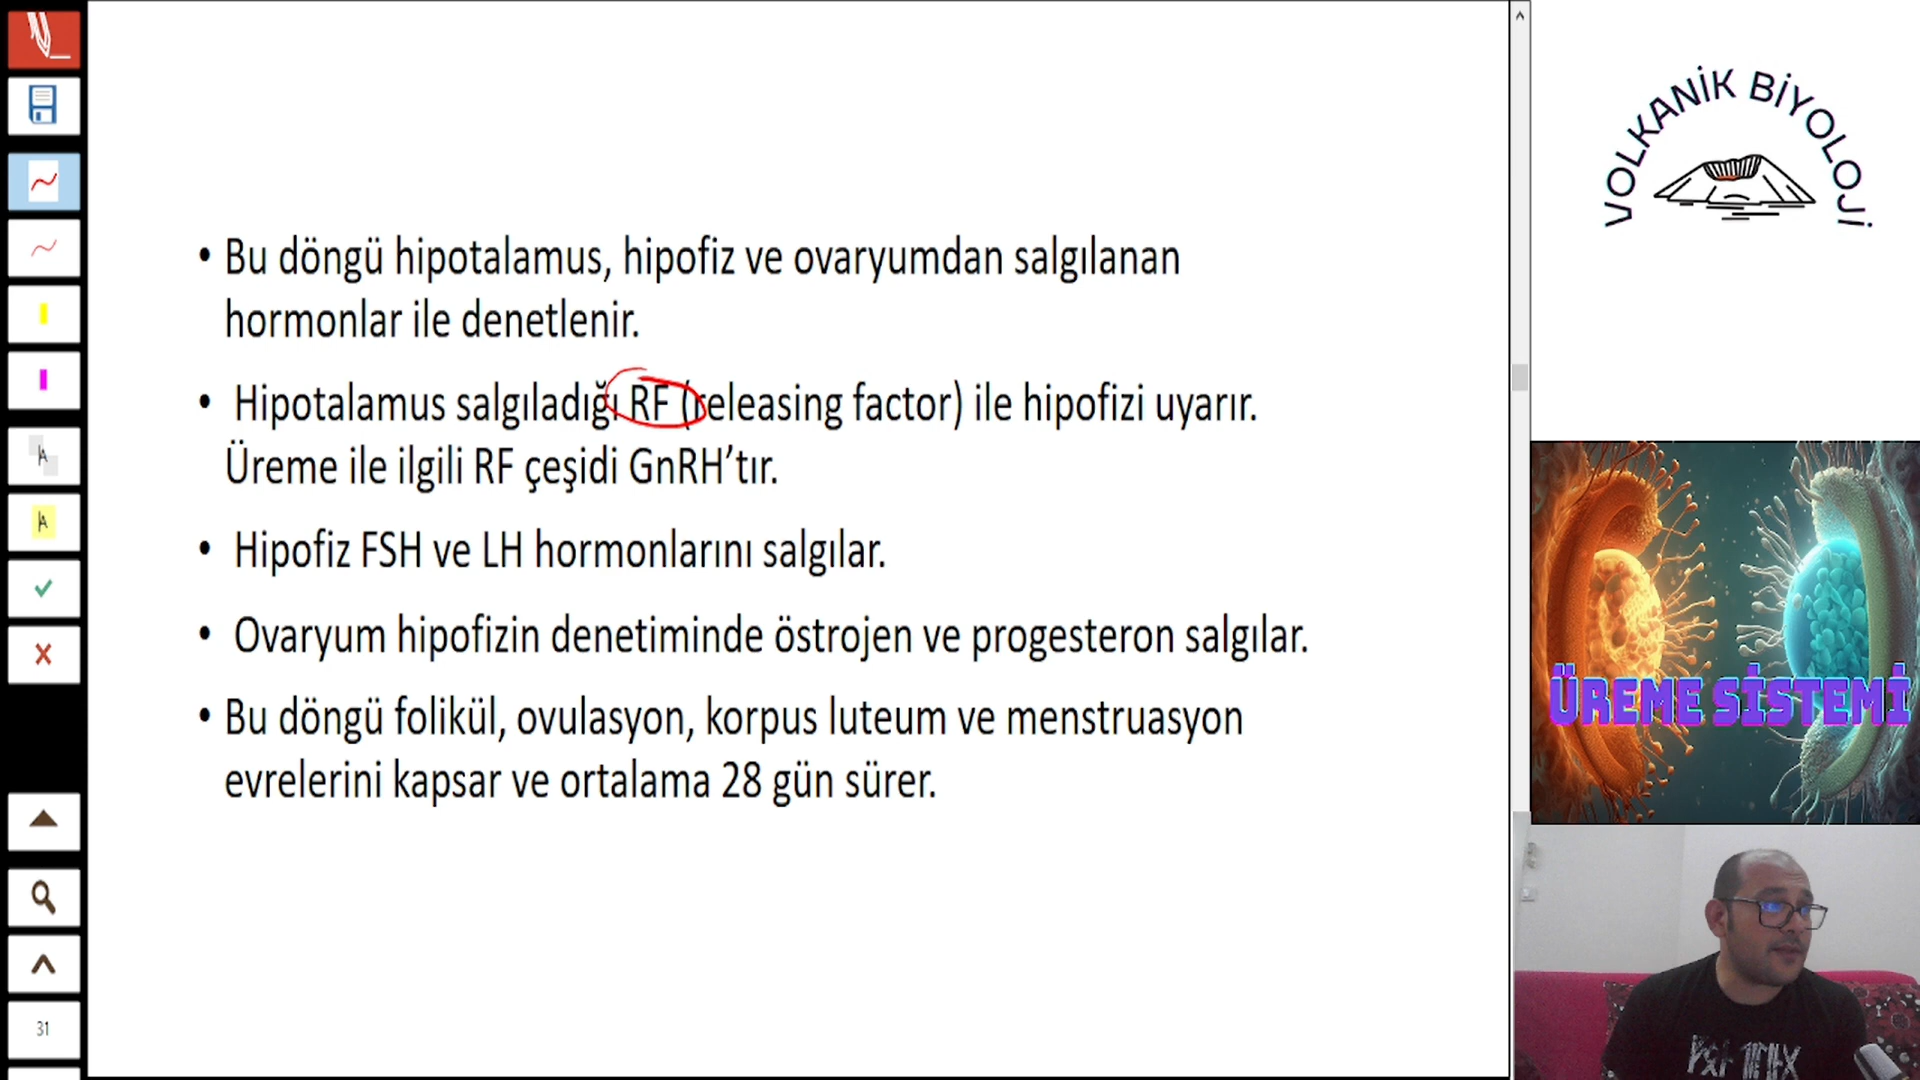 • Bu döngü hipotalamus, hipofiz ve ovaryumdan salgılanan
hormonlar ile denetlenir.
• Hipotalamus salgıladığı RF (releasing factor) ile hipofizi uyarır.
Üreme ile ilgili RF çeşidi GnRH’tır.
• Hipofiz FSH ve LH hormonlarını salgılar.
• Ovaryum hipofizin denetiminde östrojen ve progesteron salgılar.
• Bu döngü folikül, ovulasyon, korpus luteum ve menstruasyon
evrelerini kapsar ve ortalama 28 gün sürer.
A
A
31
VOLKANİK BİYOLOJİ
ÜREME SİSTEMİ